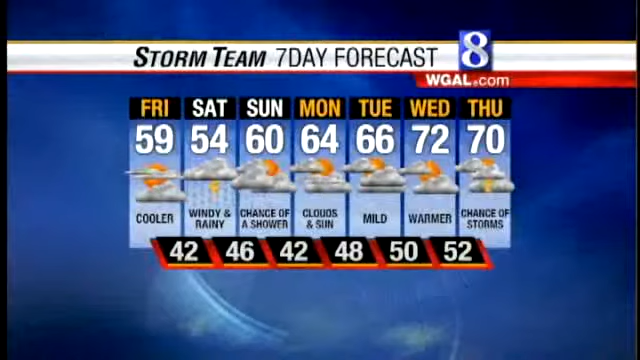 STORM TEAM 7DAY FORECAST 8
WGAL.com
FRI SAT SUN MON TUE WED THU
59 54 60 64 66 72 70
COOLER WINDY & RAINY CHANCE OF A SHOWER CLOUDS & SUN MILD WARMER CHANCE OF STORMS
42 46 42 48 50 52